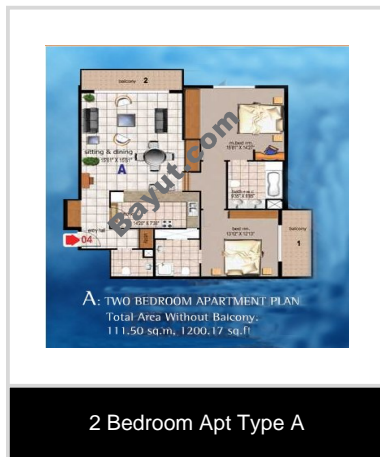 balcony 2
m.bed rm.
sitting & dining
A
Bayut.com
entry hall
04
bed rm.
balcony
1
A: TWO BEDROOM APARTMENT PLAN
Total Area Without Balcony.
111.50 sq.m, 1200.17 sq.ft
2 Bedroom Apt Type A